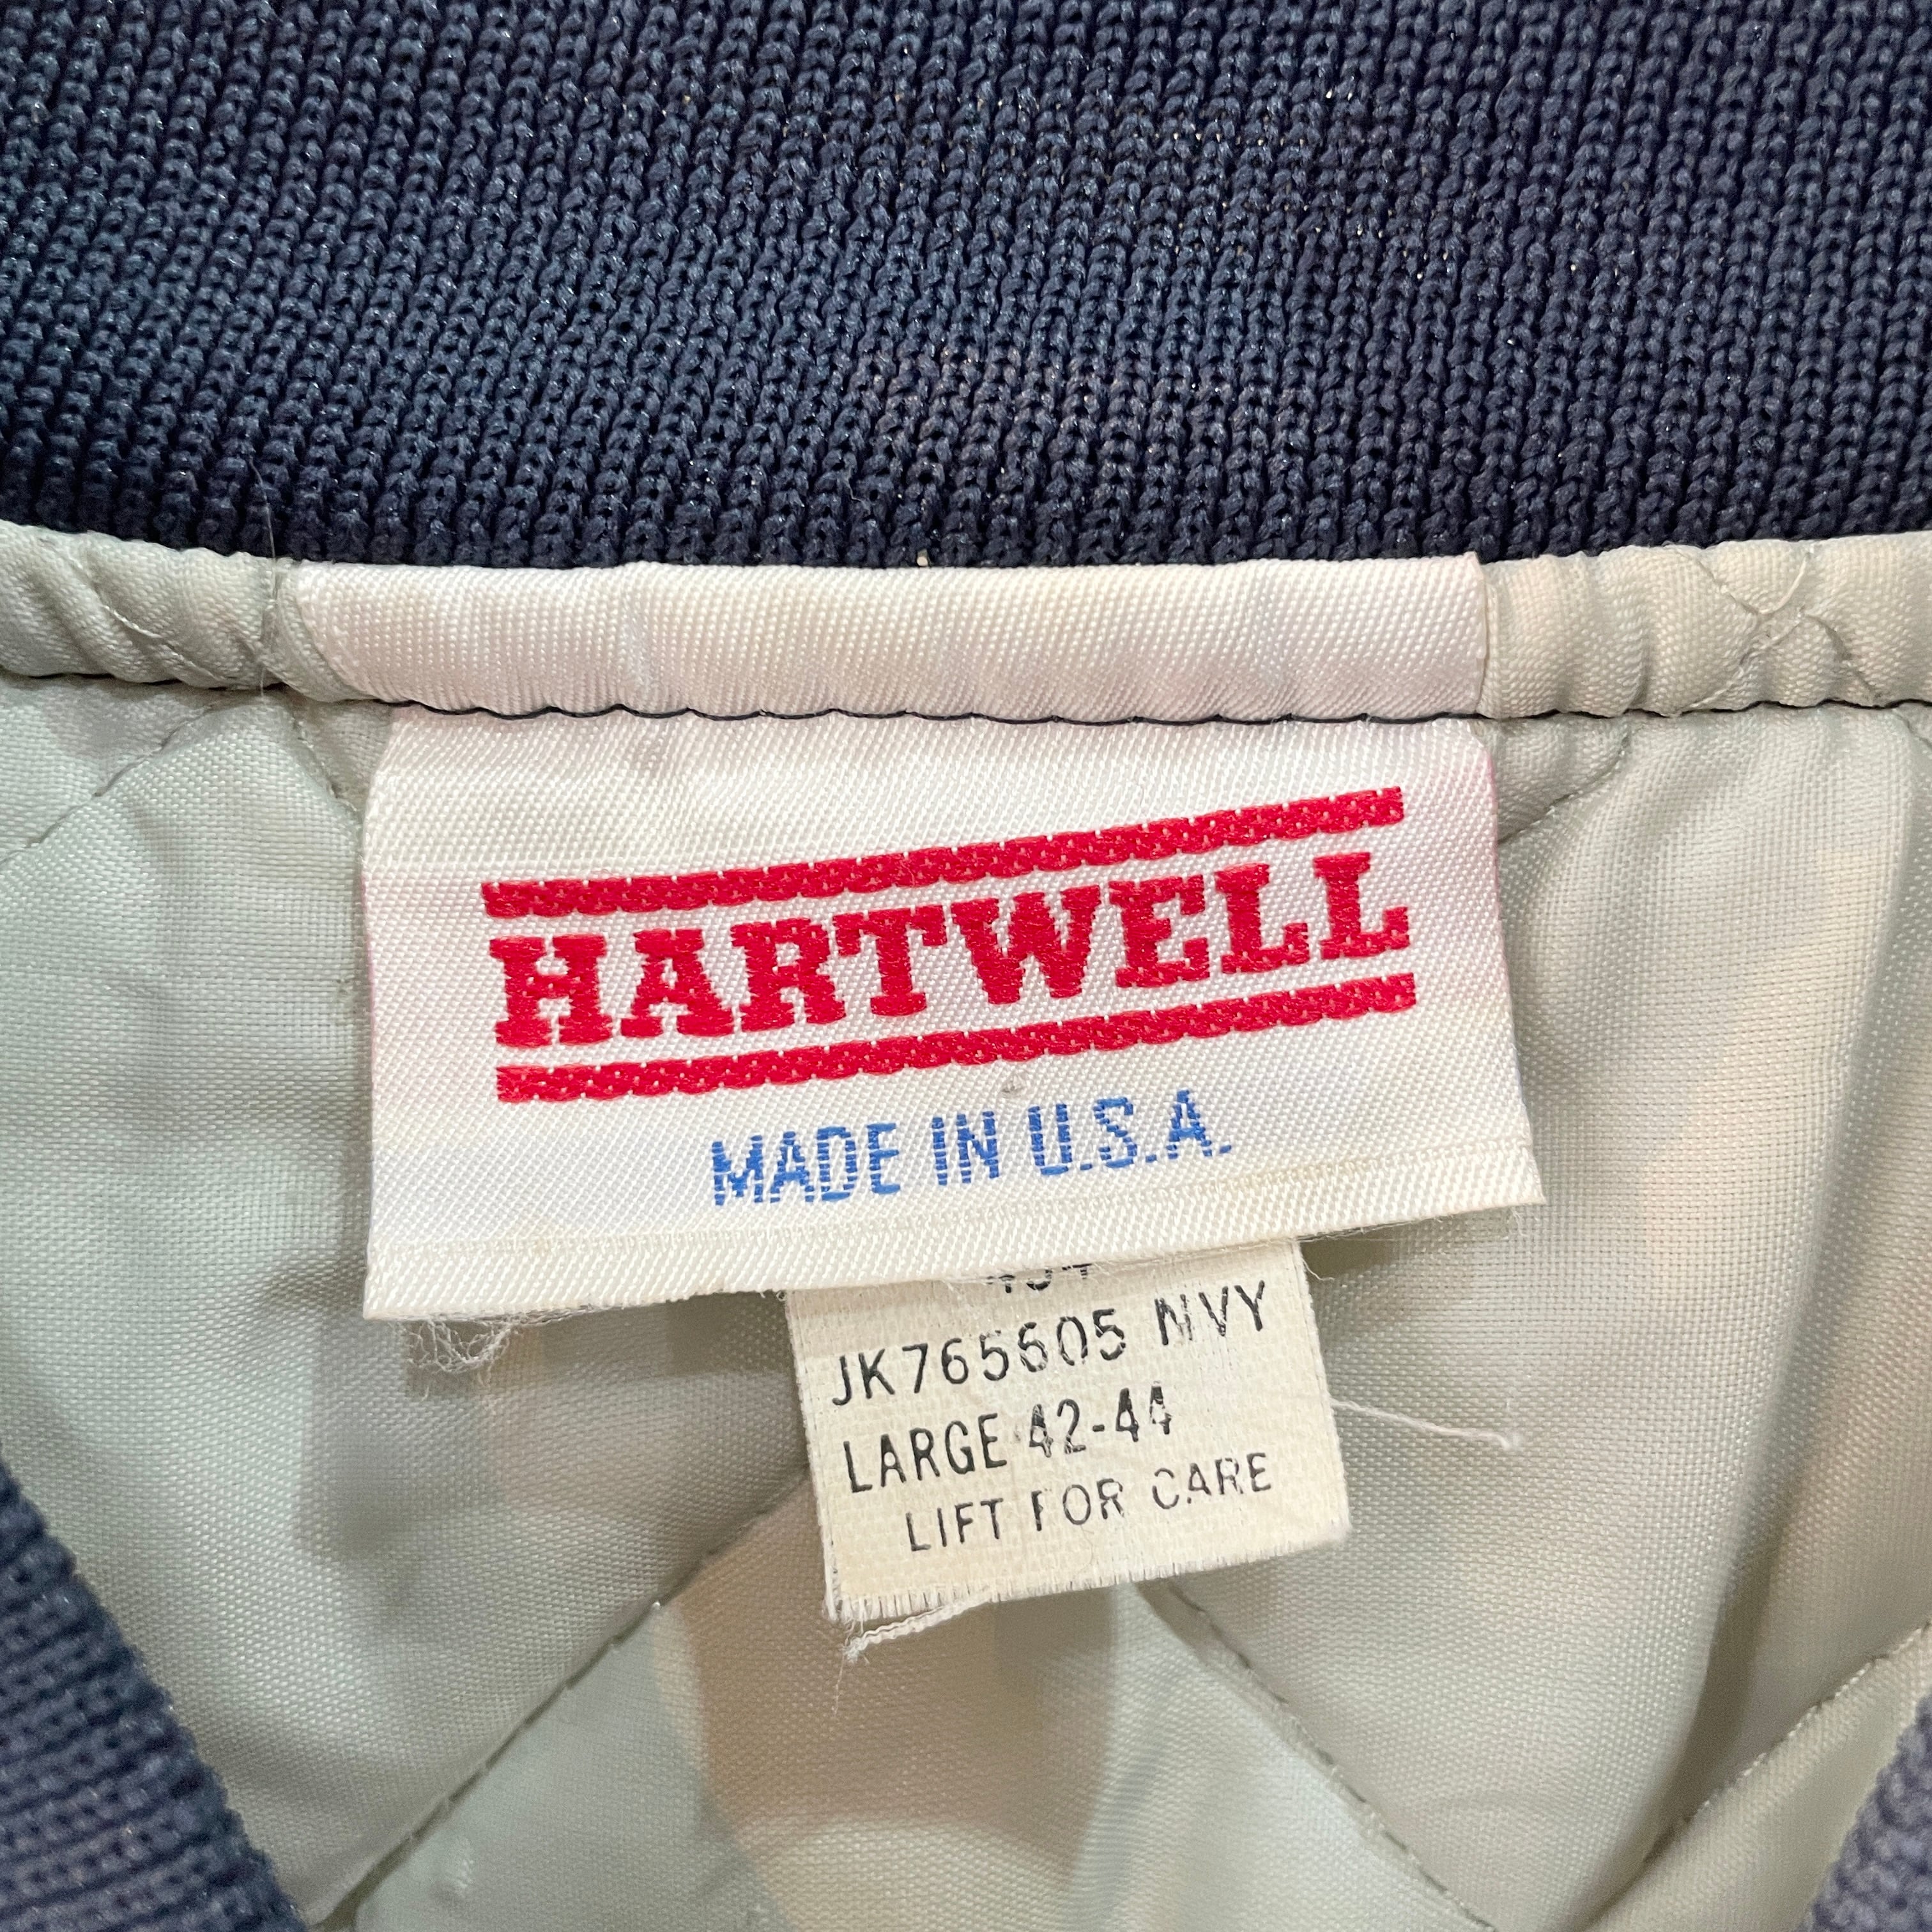 HARTWELL
MADE IN U.S.A.
JK765605 NVY
LARGE 42-44
LIFT FOR CARE